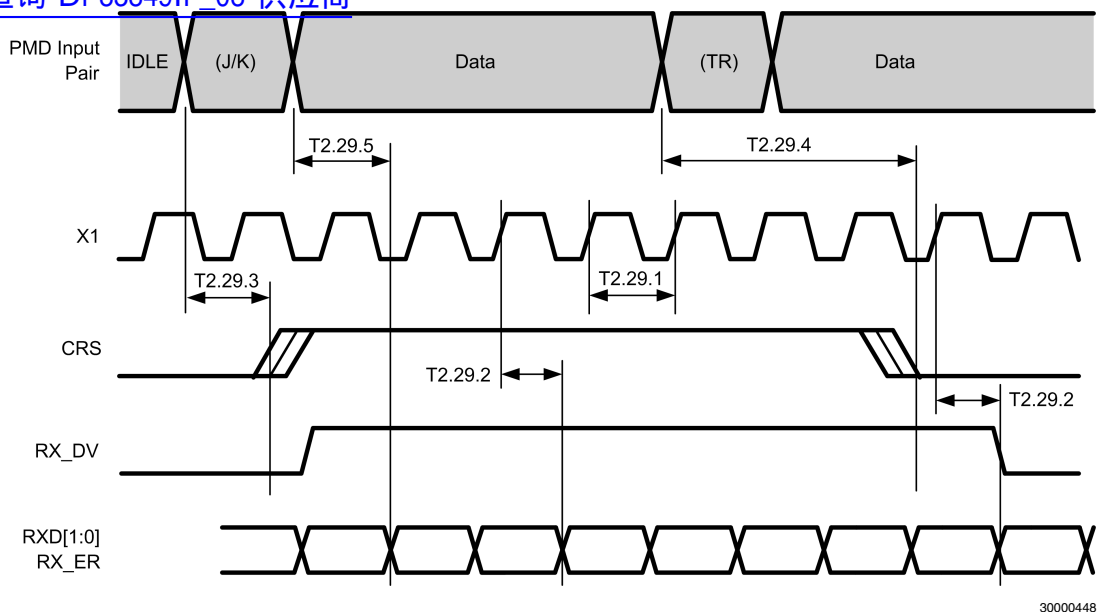 PMD Input
Pair
IDLE
(J/K)
Data
(TR)
Data
T2.29.5
T2.29.4
X1
T2.29.3
T2.29.1
CRS
T2.29.2
T2.29.2
RX_DV
RXD[1:0]
RX_ER
30000448